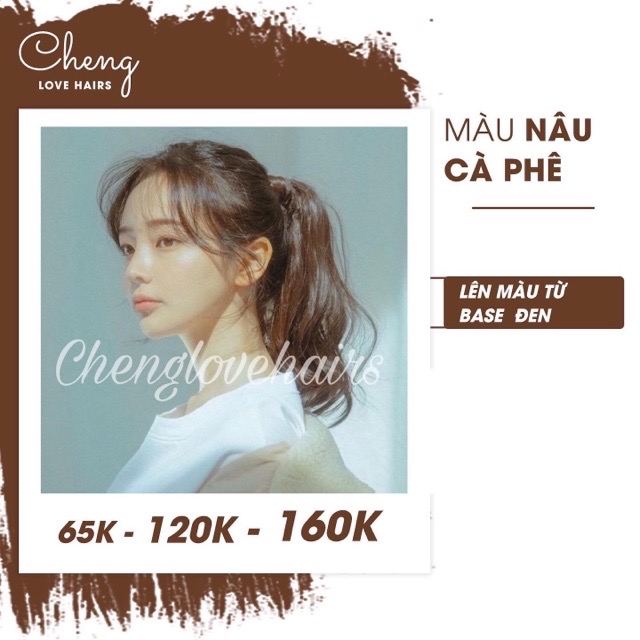 Cheng
LOVE HAIRS
MÀU NÂU
CÀ PHÊ
LÊN MÀU TỪ
BASE ĐEN
Chenglovehairs
65K - 120K - 160K